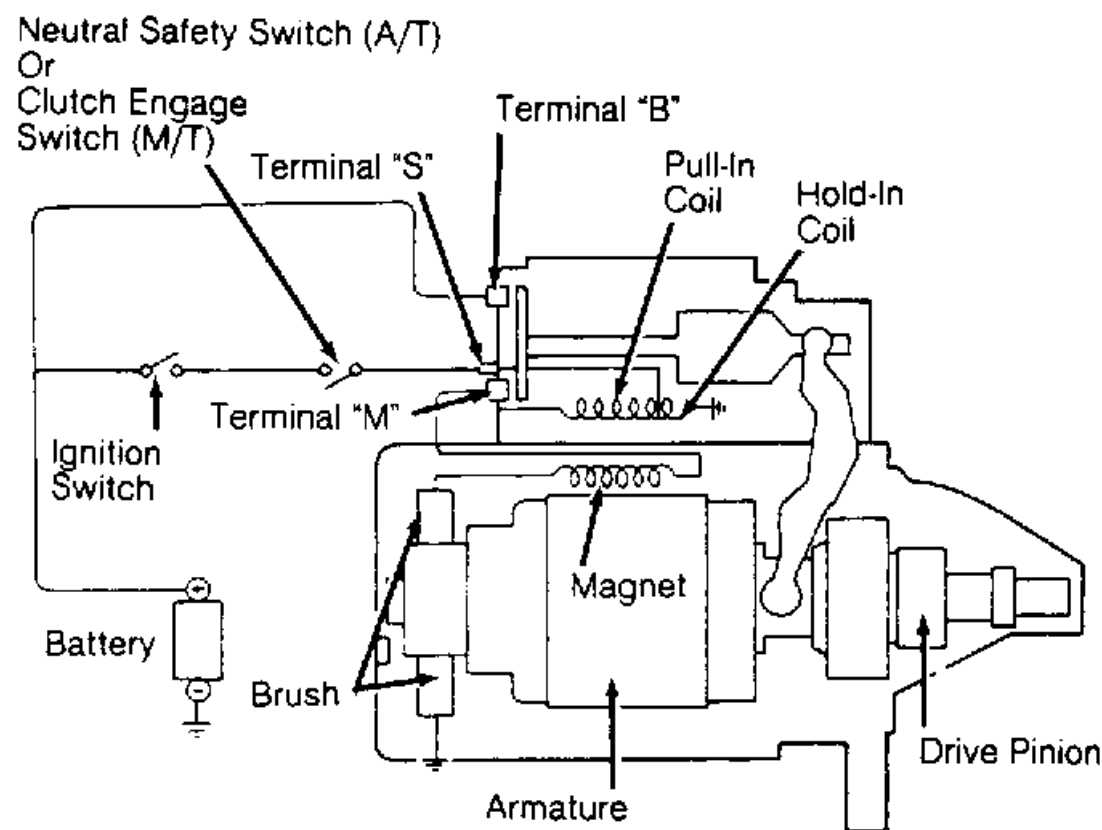 Neutral Safety Switch (A/T)
Or
Clutch Engage
Switch (M/T)
Terminal "B"
Terminal "S"
Pull-In
Coil
Hold-In
Coil
Terminal "M"
Ignition
Switch
Magnet
Battery
Brush
Drive Pinion
Armature